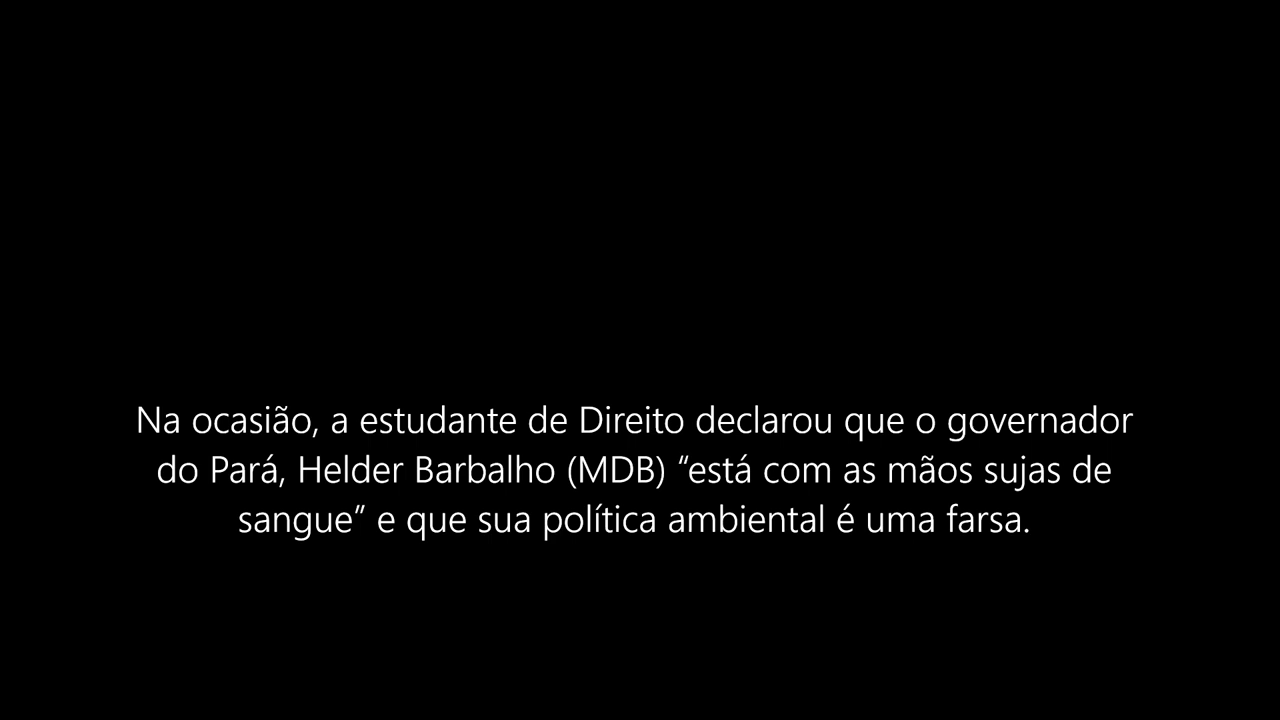 Na ocasião, a estudante de Direito declarou que o governador
do Pará, Helder Barbalho (MDB) “está com as mãos sujas de
sangue” e que sua política ambiental é uma farsa.